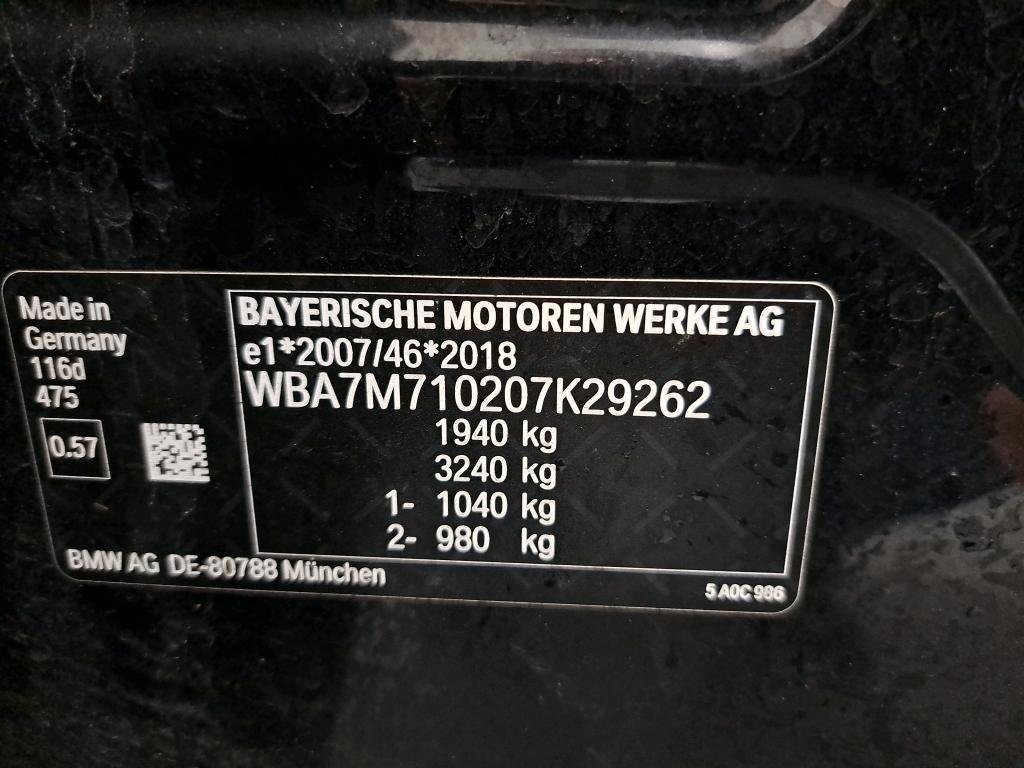 Made in
Germany
116d
475
0.57
BAYERISCHE MOTOREN WERKE AG
e1*2007/46*2018
WBA7M710207K29262
1940 kg
3240 kg
1- 1040 kg
2- 980 kg
BMW AG DE-80788 München
5 A0C 986